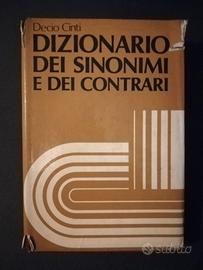 Decio Cinti
DIZIONARIO
DEI SINONIMI
E DEI CONTRARI
subito